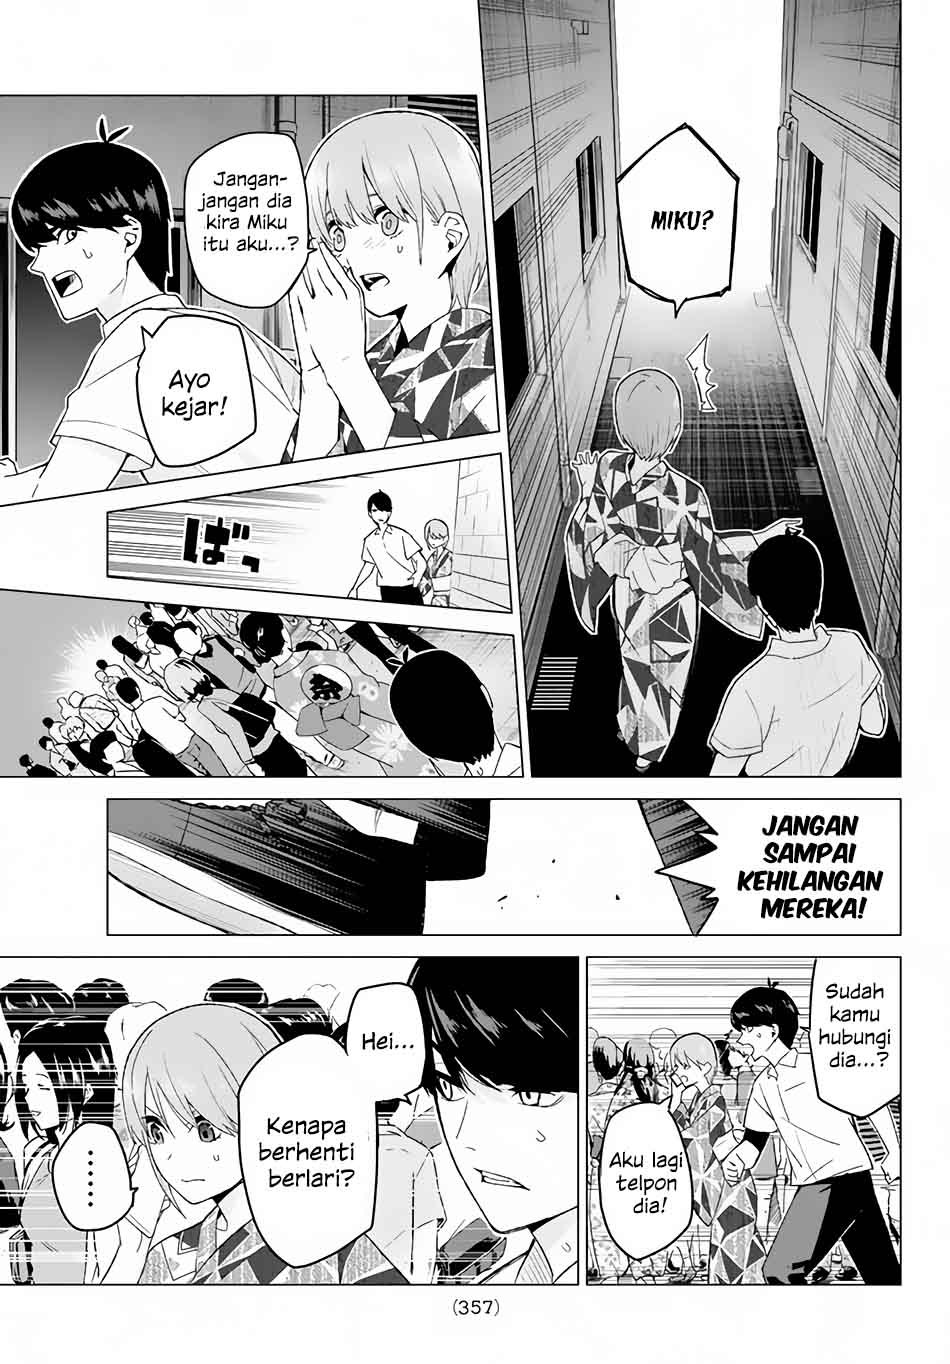 MIKU?
Jangan-
jangan dia
kira Miku
itu aku...?
Ayo
kejar!
ばっ
JANGAN
SAMPAI
KEHILANGAN
MEREKA!
Sudah
kamu
hubungi
dia...?
Aku lagi
telpon
dia!
Hei...
Kenapa
berhenti
berlari?
......
(357)